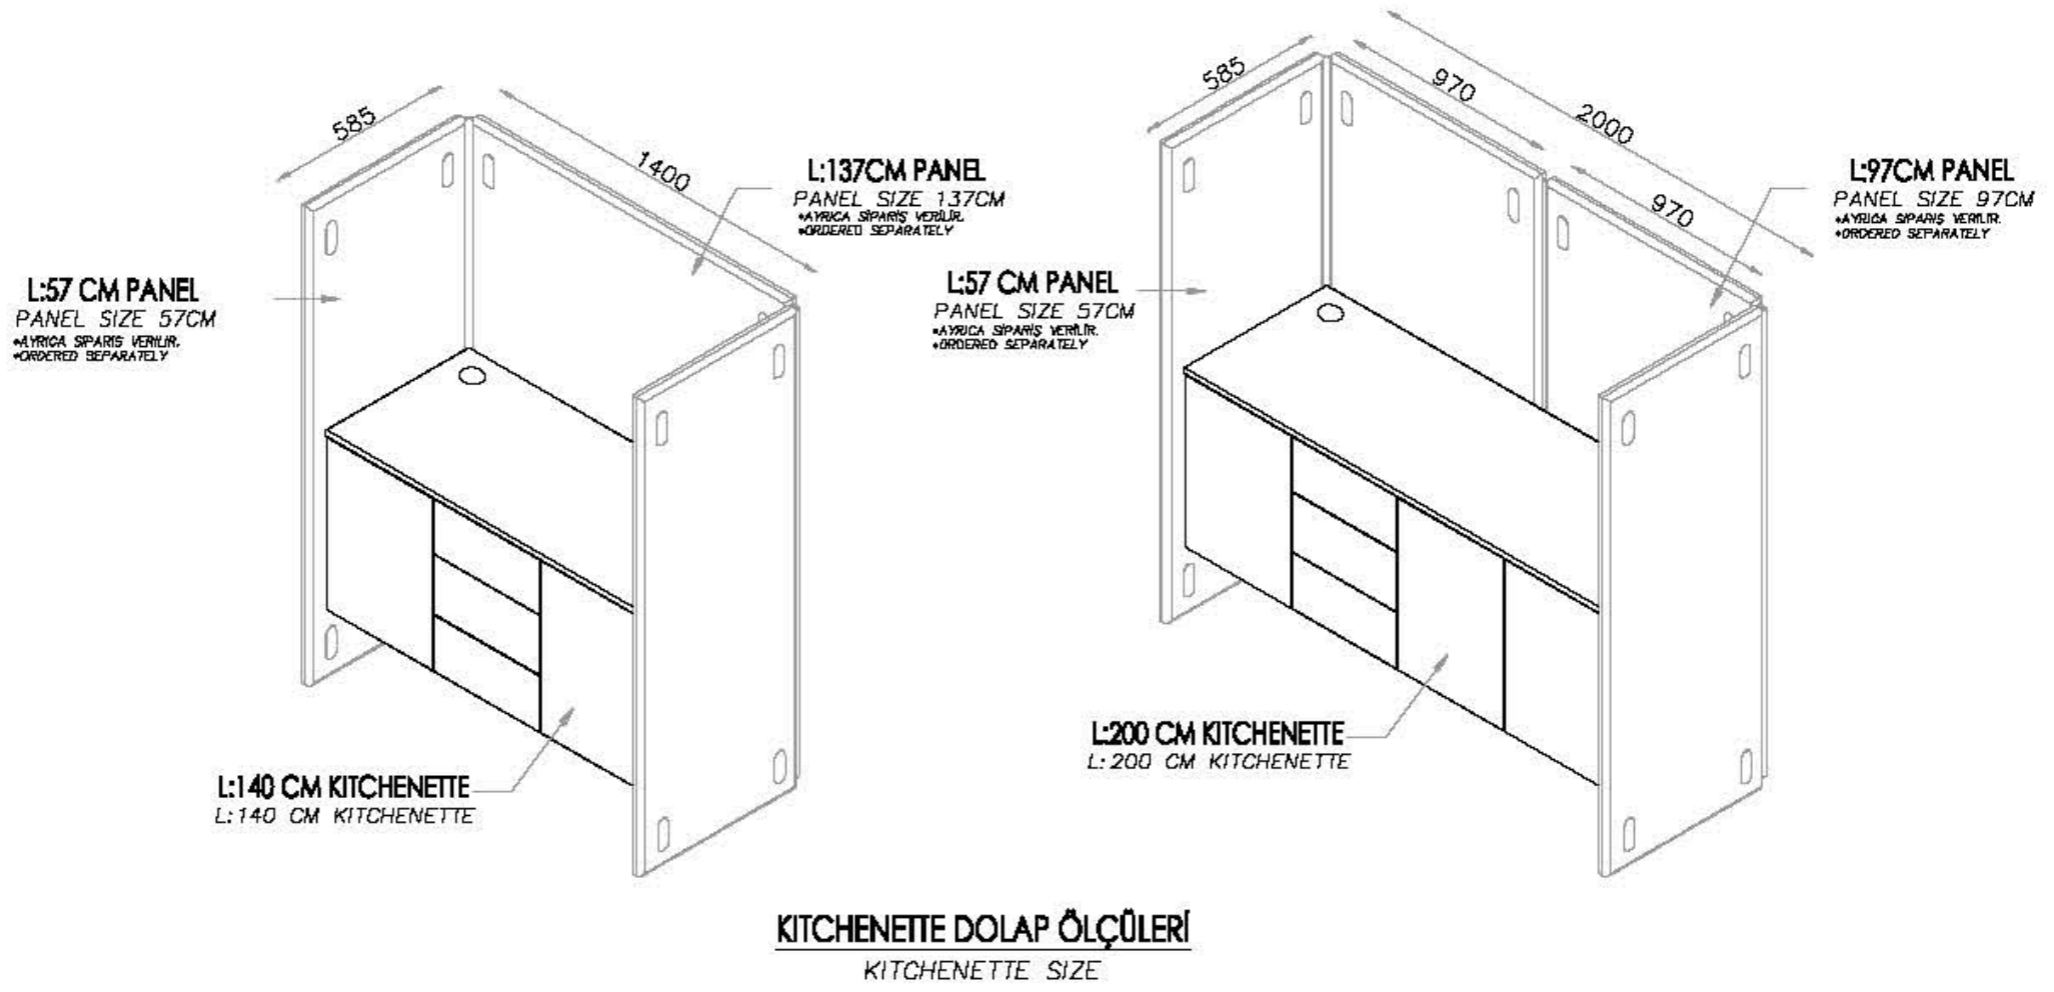 585
1400
L:137CM PANEL
PANEL SIZE 137CM
*AYRICA SİPARİŞ VERİLİR.
*ORDERED SEPARATELY
L:57 CM PANEL
PANEL SIZE 57CM
*AYRICA SİPARİŞ VERİLİR.
*ORDERED SEPARATELY
L:140 CM KITCHENETTE
L:140 CM KITCHENETTE
585
970
2000
970
L:97CM PANEL
PANEL SIZE 97CM
*AYRICA SİPARİŞ VERİLİR.
*ORDERED SEPARATELY
L:57 CM PANEL
PANEL SIZE 57CM
*AYRICA SİPARİŞ VERİLİR.
*ORDERED SEPARATELY
L:200 CM KITCHENETTE
L:200 CM KITCHENETTE
KITCHENETTE DOLAP ÖLÇÜLERİ
KITCHENETTE SIZE